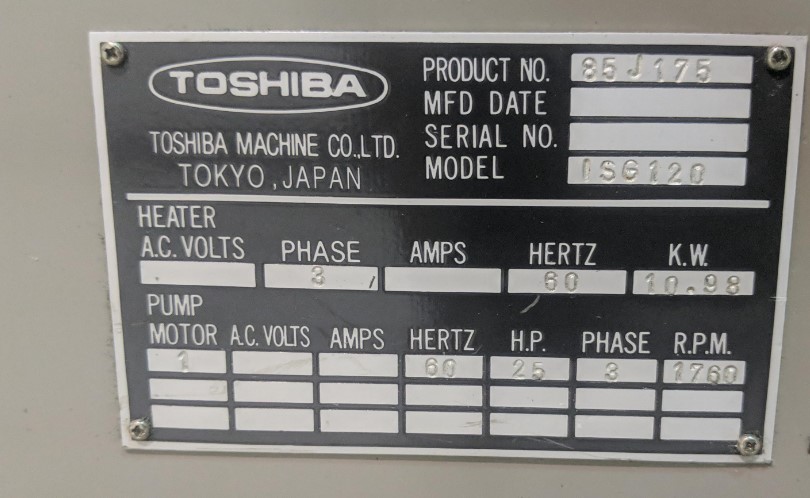 TOSHIBA
TOSHIBA MACHINE CO.,LTD.
TOKYO, JAPAN
PRODUCT NO. 85J175
MFD DATE
SERIAL NO.
MODEL ISG120
HEATER
A.C. VOLTS PHASE AMPS HERTZ K.W.
3 60 10.98
PUMP
MOTOR A.C. VOLTS AMPS HERTZ H.P. PHASE R.P.M.
1 60 25 3 1760